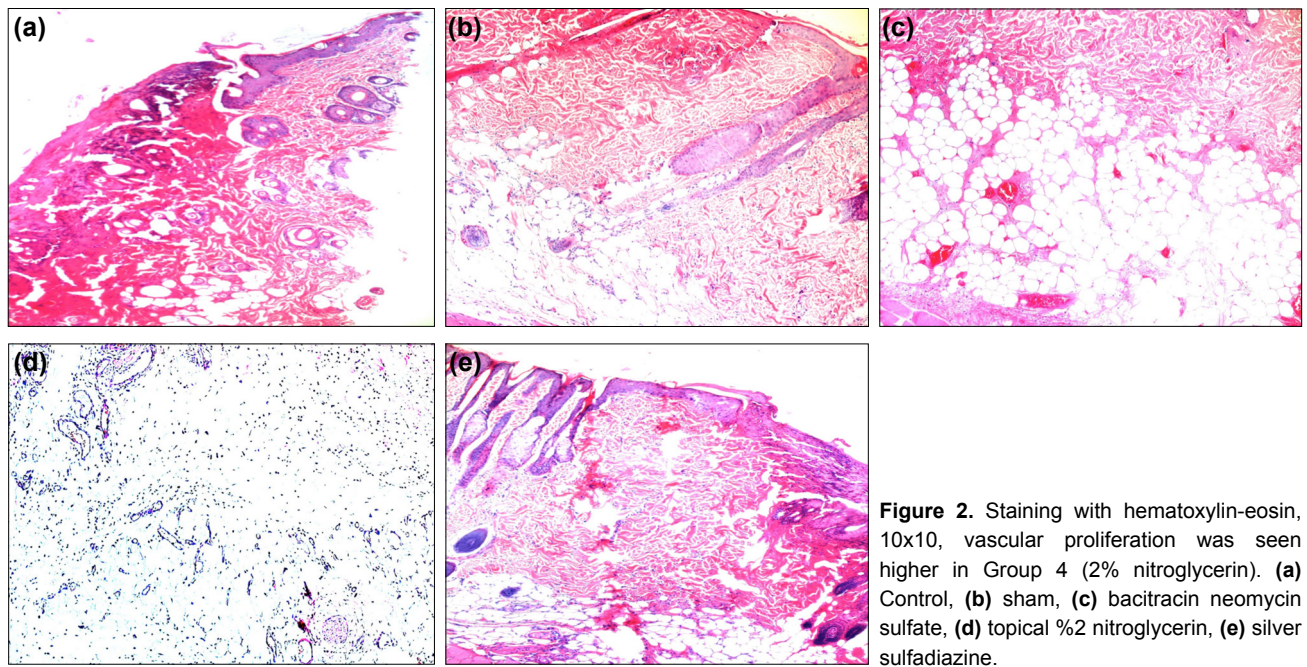 (a)
(b)
(c)
(d)
(e)
Figure 2. Staining with hematoxylin-eosin,
10x10, vascular proliferation was seen
higher in Group 4 (2% nitroglycerin). (a)
Control, (b) sham, (c) bacitracin neomycin
sulfate, (d) topical %2 nitroglycerin, (e) silver
sulfadiazine.